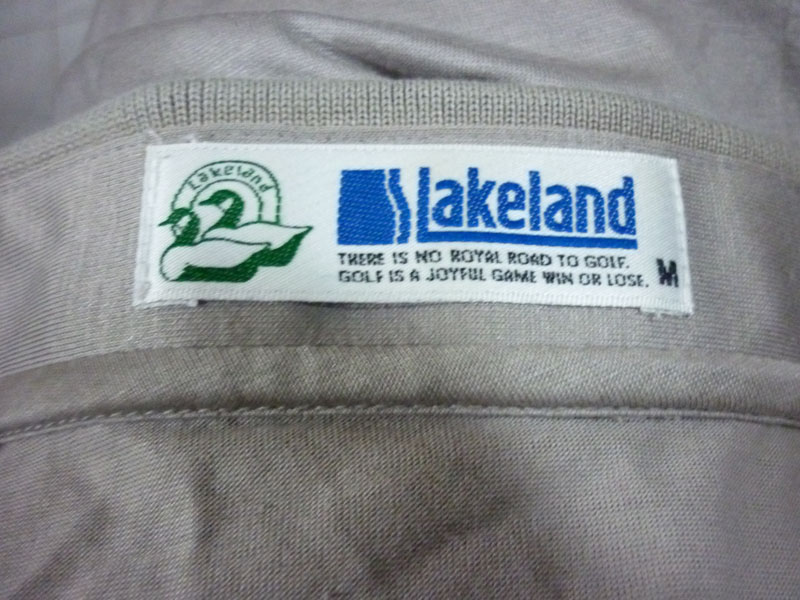 Lakeland
Lakeland
THERE IS NO ROYAL ROAD TO GOLF.
GOLF IS A JOYFUL GAME WIN OR LOSE.
M